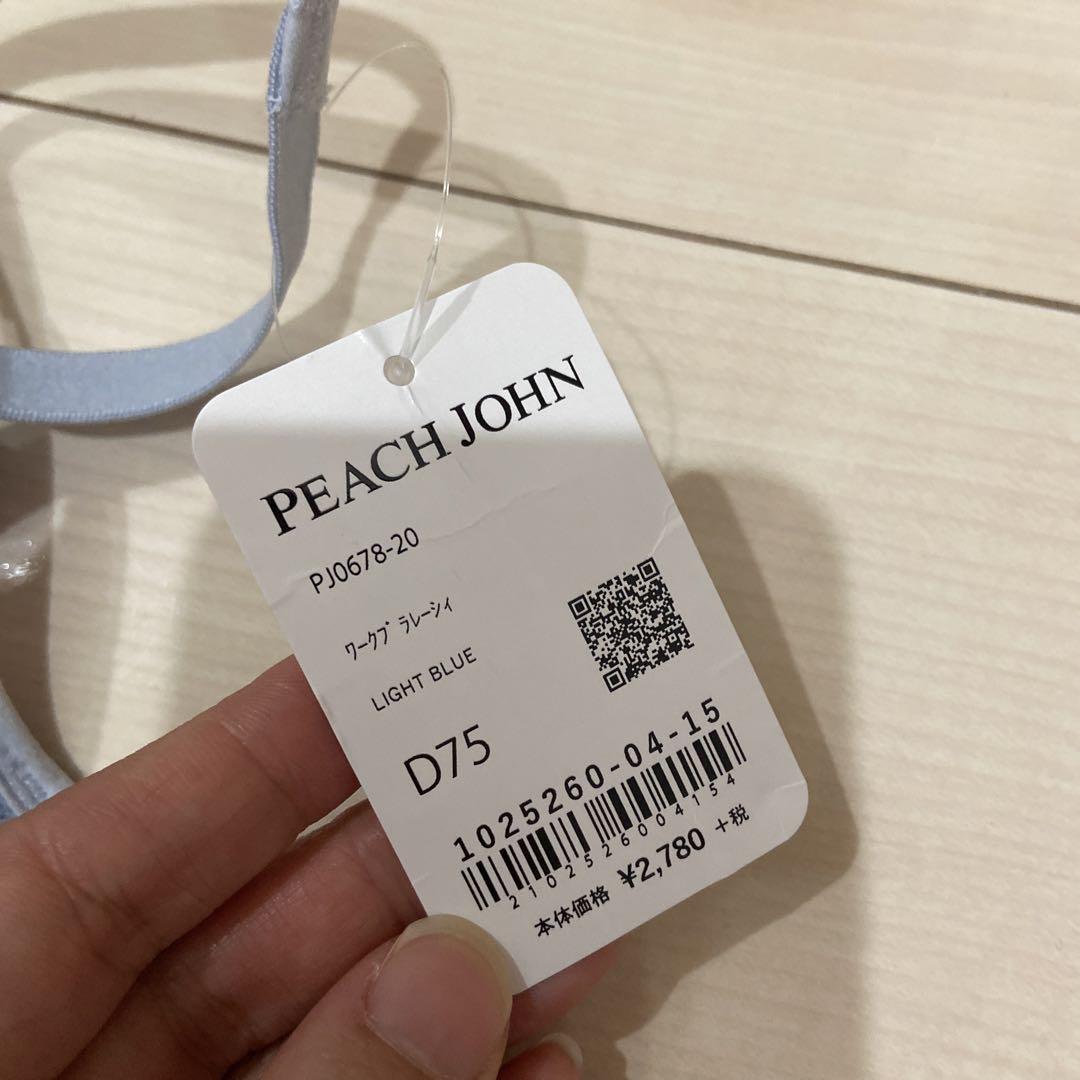 PEACH JOHN
PJ0678-20
ﾜｰｸﾌﾞﾗﾚｰｼｨ
LIGHT BLUE
D75
1025260-04-15
2102526004154
本体価格 ¥2,780 +税